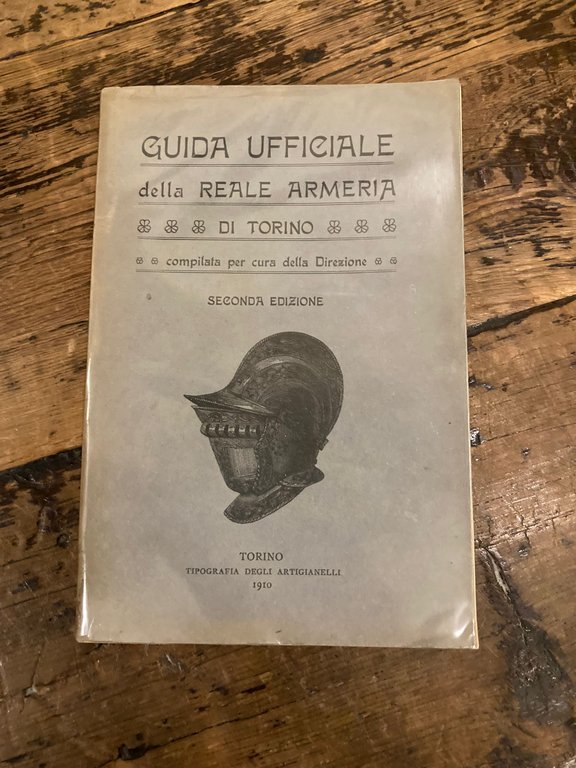 GUIDA UFFICIALE
della REALE ARMERIA
DI TORINO
compilata per cura della Direzione
SECONDA EDIZIONE
TORINO
TIPOGRAFIA DEGLI ARTIGIANELLI
1910